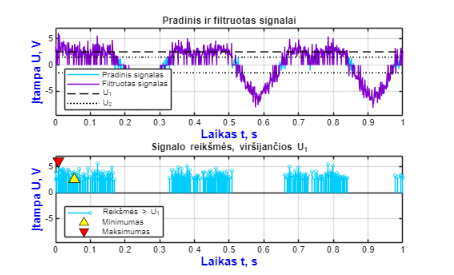 Pradinis ir filtruotas signalai
Įtampa U, V
5
0
-5
Pradinis signalas
Filtruotas signalas
U₁
U₂
0 0.1 0.2 0.3 0.4 0.5 0.6 0.7 0.8 0.9 1
Laikas t, s
Signalo reikšmės, viršijančios U₁
Įtampa U, V
5
0
-5
Reikšmės > U₁
Minimumas
Maksimumas
0 0.1 0.2 0.3 0.4 0.5 0.6 0.7 0.8 0.9 1
Laikas t, s